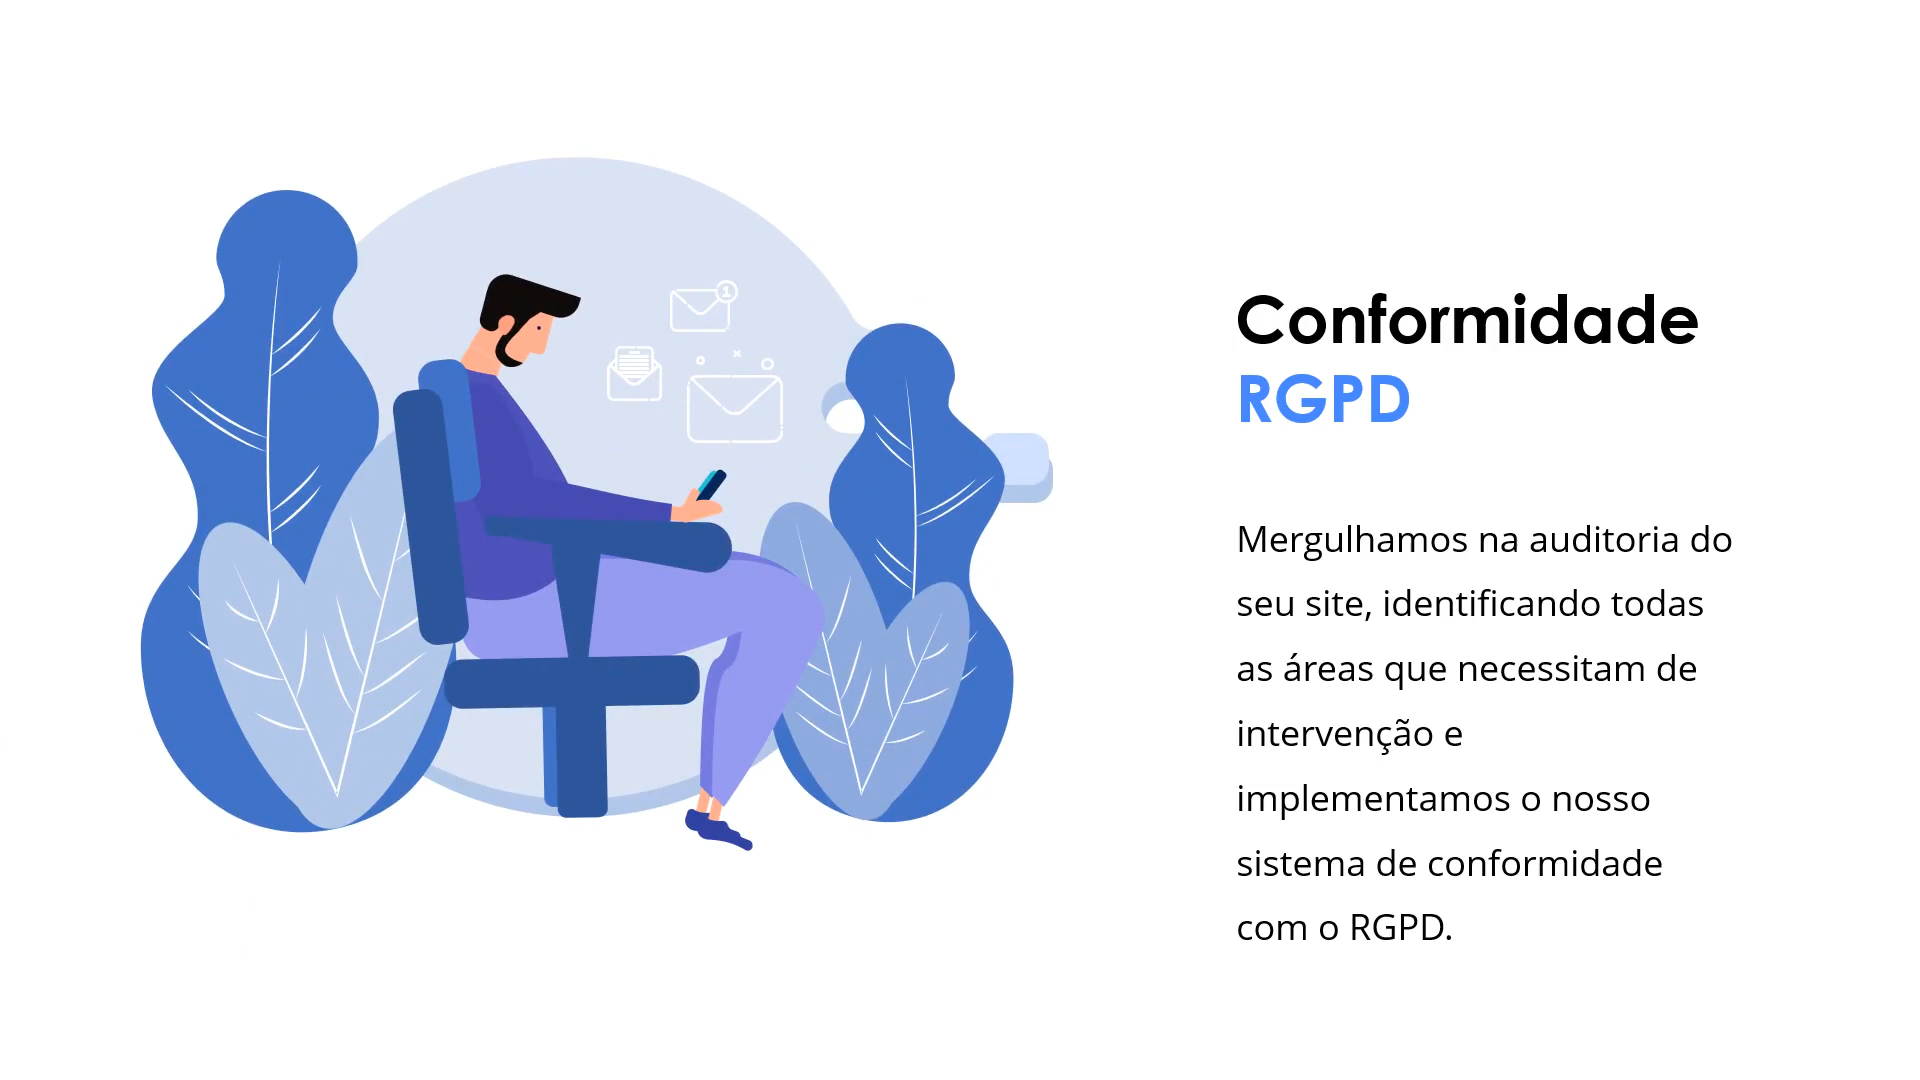 1
Conformidade
RGPD
Mergulhamos na auditoria do
seu site, identificando todas
as áreas que necessitam de
intervenção e
implementamos o nosso
sistema de conformidade
com o RGPD.